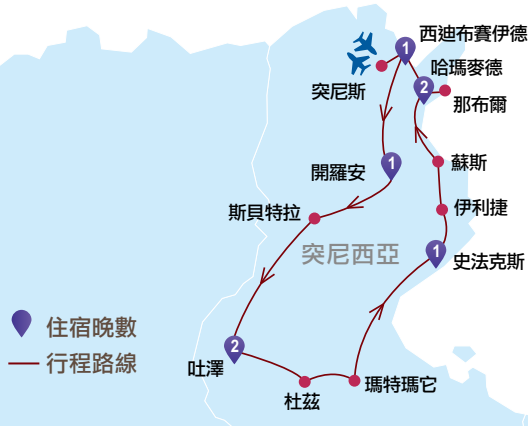 西迪布賽伊德
1
哈瑪麥德
突尼斯
2
那布爾
蘇斯
開羅安
1
伊利捷
斯貝特拉
突尼西亞
1
史法克斯
住宿晚數
2
吐澤
行程路線
瑪特瑪它
杜茲